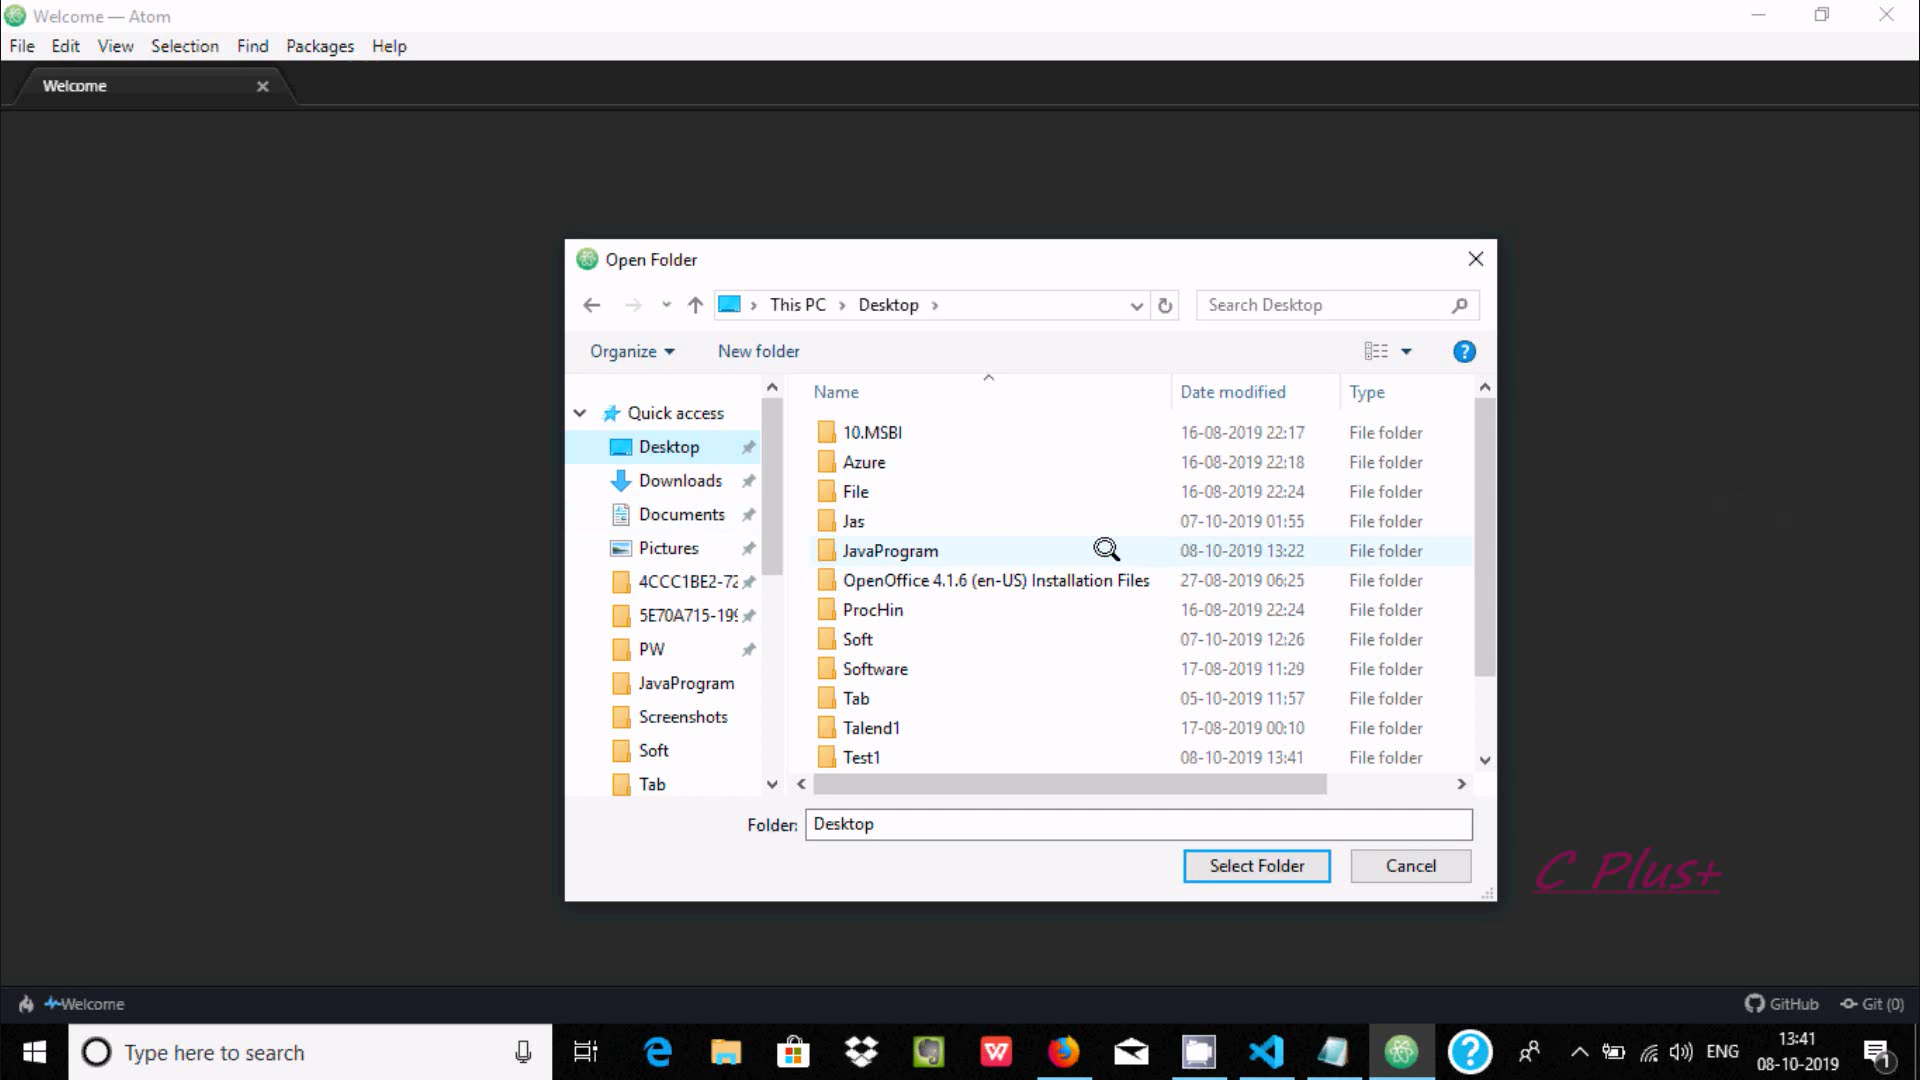 Welcome — Atom
File Edit View Selection Find Packages Help
Welcome
Open Folder
This PC Desktop
Search Desktop
Organize New folder
Name Date modified Type
Quick access
Desktop
Downloads
Documents
Pictures
4CCC1BE2-72
5E70A715-199
PW
JavaProgram
Screenshots
Soft
Tab
10.MSBI 16-08-2019 22:17 File folder
Azure 16-08-2019 22:18 File folder
File 16-08-2019 22:24 File folder
Jas 07-10-2019 01:55 File folder
JavaProgram 08-10-2019 13:22 File folder
OpenOffice 4.1.6 (en-US) Installation Files 27-08-2019 06:25 File folder
ProcHin 16-08-2019 22:24 File folder
Soft 07-10-2019 12:26 File folder
Software 17-08-2019 11:29 File folder
Tab 05-10-2019 11:57 File folder
Talend1 17-08-2019 00:10 File folder
Test1 08-10-2019 13:41 File folder
Folder: Desktop
Select Folder Cancel
C Plus+
Welcome GitHub Git (0)
Type here to search
ENG
13:41
08-10-2019
1